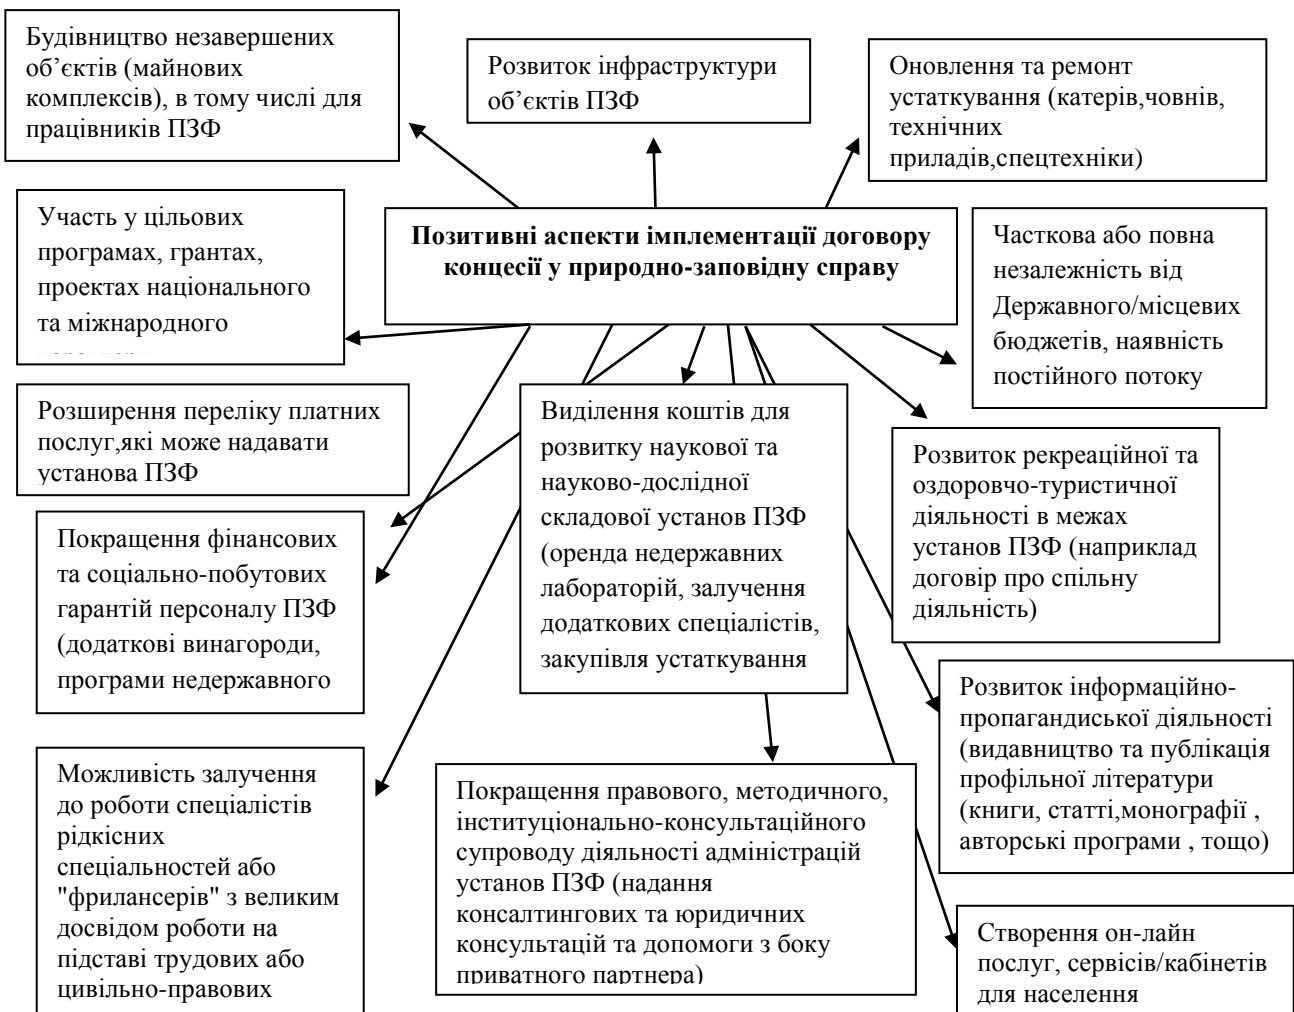 Будівництво незавершених
об’єктів (майнових
комплексів), в тому числі для
працівників ПЗФ
Розвиток інфраструктури
об’єктів ПЗФ
Оновлення та ремонт
устаткування (катерів,човнів,
технічних
приладів,спецтехніки)
Участь у цільових
програмах, грантах,
проектах національного
та міжнародного
Позитивні аспекти імплементації договору
концесії у природно-заповідну справу
Часткова або повна
незалежність від
Державного/місцевих
бюджетів, наявність
постійного потоку
Розширення переліку платних
послуг,які може надавати
установа ПЗФ
Виділення коштів для
розвитку наукової та
науково-дослідної
складової установ ПЗФ
(оренда недержавних
лабораторій, залучення
додаткових спеціалістів,
закупівля устаткування
Розвиток рекреаційної та
оздоровчо-туристичної
діяльності в межах
установ ПЗФ (наприклад
договір про спільну
діяльність)
Покращення фінансових
та соціально-побутових
гарантій персоналу ПЗФ
(додаткові винагороди,
програми недержавного
Розвиток інформаційно-
пропагандиської діяльності
(видавництво та публікація
профільної літератури
(книги, статті,монографії ,
авторські програми , тощо)
Можливість залучення
до роботи спеціалістів
рідкісних
спеціальностей або
"фрилансерів" з великим
досвідом роботи на
підставі трудових або
цивільно-правових
Покращення правового, методичного,
інституціонально-консультаційного
супроводу діяльності адміністрацій
установ ПЗФ (надання
консалтингових та юридичних
консультацій та допомоги з боку
приватного партнера)
Створення он-лайн
послуг, сервісів/кабінетів
для населення